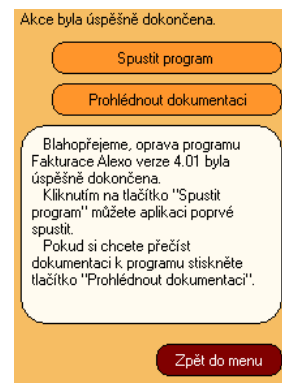 Akce byla úspěšně dokončena.
Spustit program
Prohlédnout dokumentaci
Blahopřejeme, oprava programu
Fakturace Alexo verze 4.01 byla
úspěšně dokončena.
Kliknutím na tlačítko "Spustit
program" můžete aplikaci poprvé
spustit.
Pokud si chcete přečíst
dokumentaci k programu stiskněte
tlačítko "Prohlédnout dokumentaci".
Zpět do menu